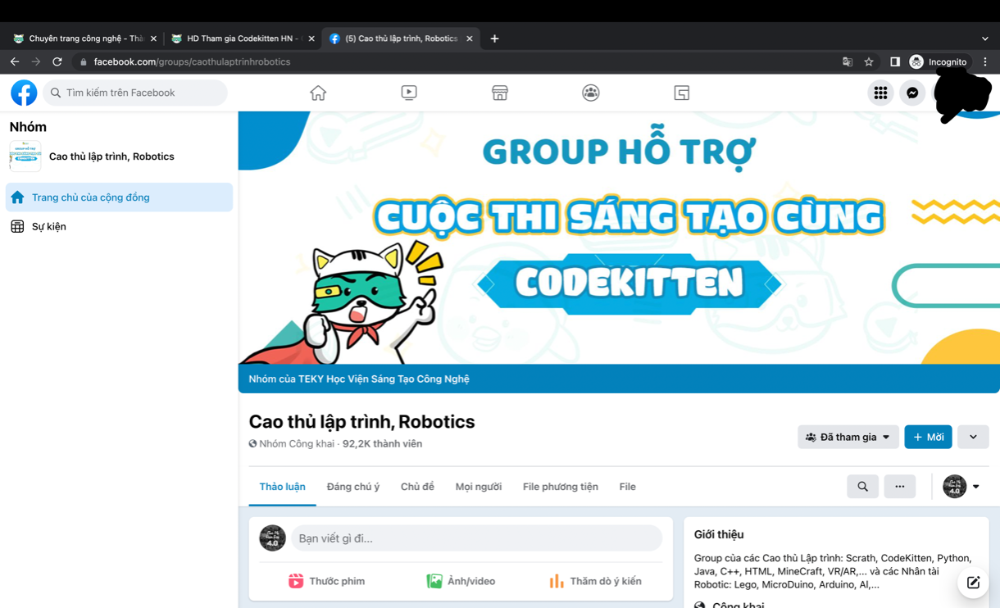 Chuyên trang công nghệ - Thà
HD Tham gia Codekitten HN -
(5) Cao thủ lập trình, Robotics
facebook.com/groups/caothulaptrinhrobotics
Incognito
Tìm kiếm trên Facebook
Nhóm
Cao thủ lập trình, Robotics
Trang chủ của cộng đồng
Sự kiện
GROUP HỖ TRỢ
CUỘC THI SÁNG TẠO CÙNG
CODEKITTEN
Nhóm của TEKY Học Viện Sáng Tạo Công Nghệ
Cao thủ lập trình, Robotics
Nhóm Công khai · 92,2K thành viên
Đã tham gia
+ Mời
Thảo luận
Đáng chú ý
Chủ đề
Mọi người
File phương tiện
File
Bạn viết gì đi...
Thước phim
Ảnh/video
Thăm dò ý kiến
Giới thiệu
Group của các Cao thủ Lập trình: Scrath, CodeKitten, Python,
Java, C++, HTML, MineCraft, VR/AR,... và các Nhân tài
Robotic: Lego, MicroDuino, Arduino, AI,...
Công khai